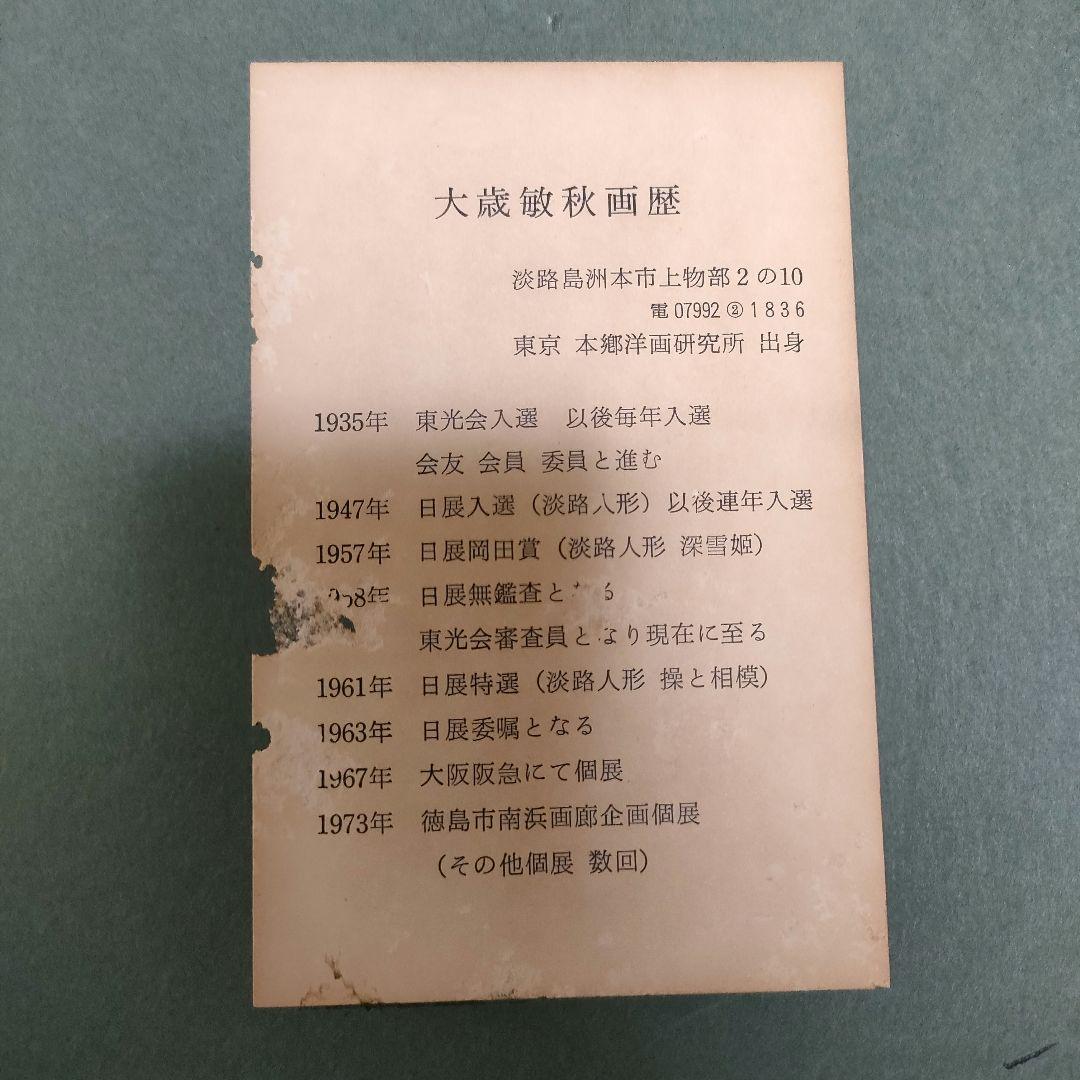 大歳敏秋画歴
淡路島洲本市上物部2の10
電 07992 ② 1836
東京 本郷洋画研究所 出身
1935年 東光会入選 以後毎年入選
会友 会員 委員と進む
1947年 日展入選（淡路人形）以後連年入選
1957年 日展岡田賞（淡路人形 深雪姫）
1958年 日展無鑑査となる
東光会審査員となり現在に至る
1961年 日展特選（淡路人形 操と相模）
1963年 日展委嘱となる
1967年 大阪阪急にて個展
1973年 徳島市南浜画廊企画個展
（その他個展 数回）